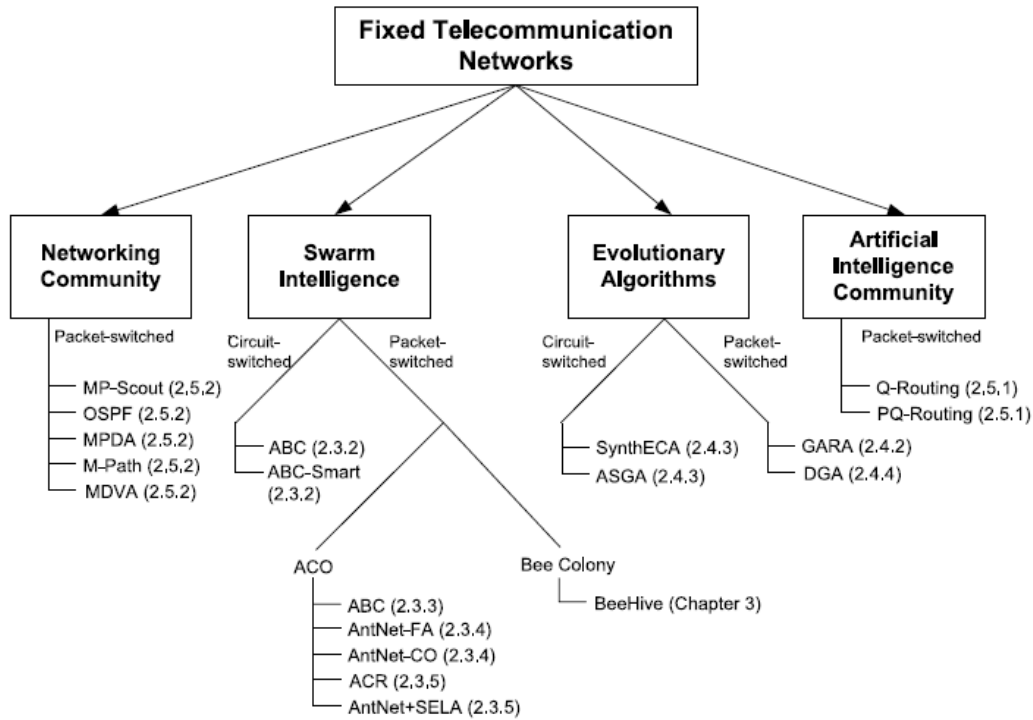 Fixed Telecommunication
Networks
Networking
Community
Swarm
Intelligence
Evolutionary
Algorithms
Artificial
Intelligence
Community
Packet-switched
MP-Scout (2.5.2)
OSPF (2.5.2)
MPDA (2.5.2)
M-Path (2.5.2)
MDVA (2.5.2)
Circuit-
switched
Packet-
switched
ABC (2.3.2)
ABC-Smart
(2.3.2)
ACO
ABC (2.3.3)
AntNet-FA (2.3.4)
AntNet-CO (2.3.4)
ACR (2.3.5)
AntNet+SELA (2.3.5)
Bee Colony
BeeHive (Chapter 3)
Circuit-
switched
Packet-
switched
SynthECA (2.4.3)
ASGA (2.4.3)
GARA (2.4.2)
DGA (2.4.4)
Packet-switched
Q-Routing (2.5.1)
PQ-Routing (2.5.1)